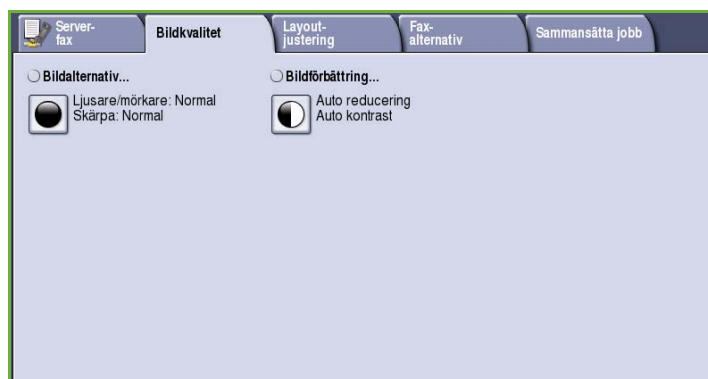 Server-
fax
Bildkvalitet
Layout-
justering
Fax-
alternativ
Sammansätta jobb
Bildalternativ...
Ljusare/mörkare: Normal
Skärpa: Normal
Bildförbättring...
Auto reducering
Auto kontrast